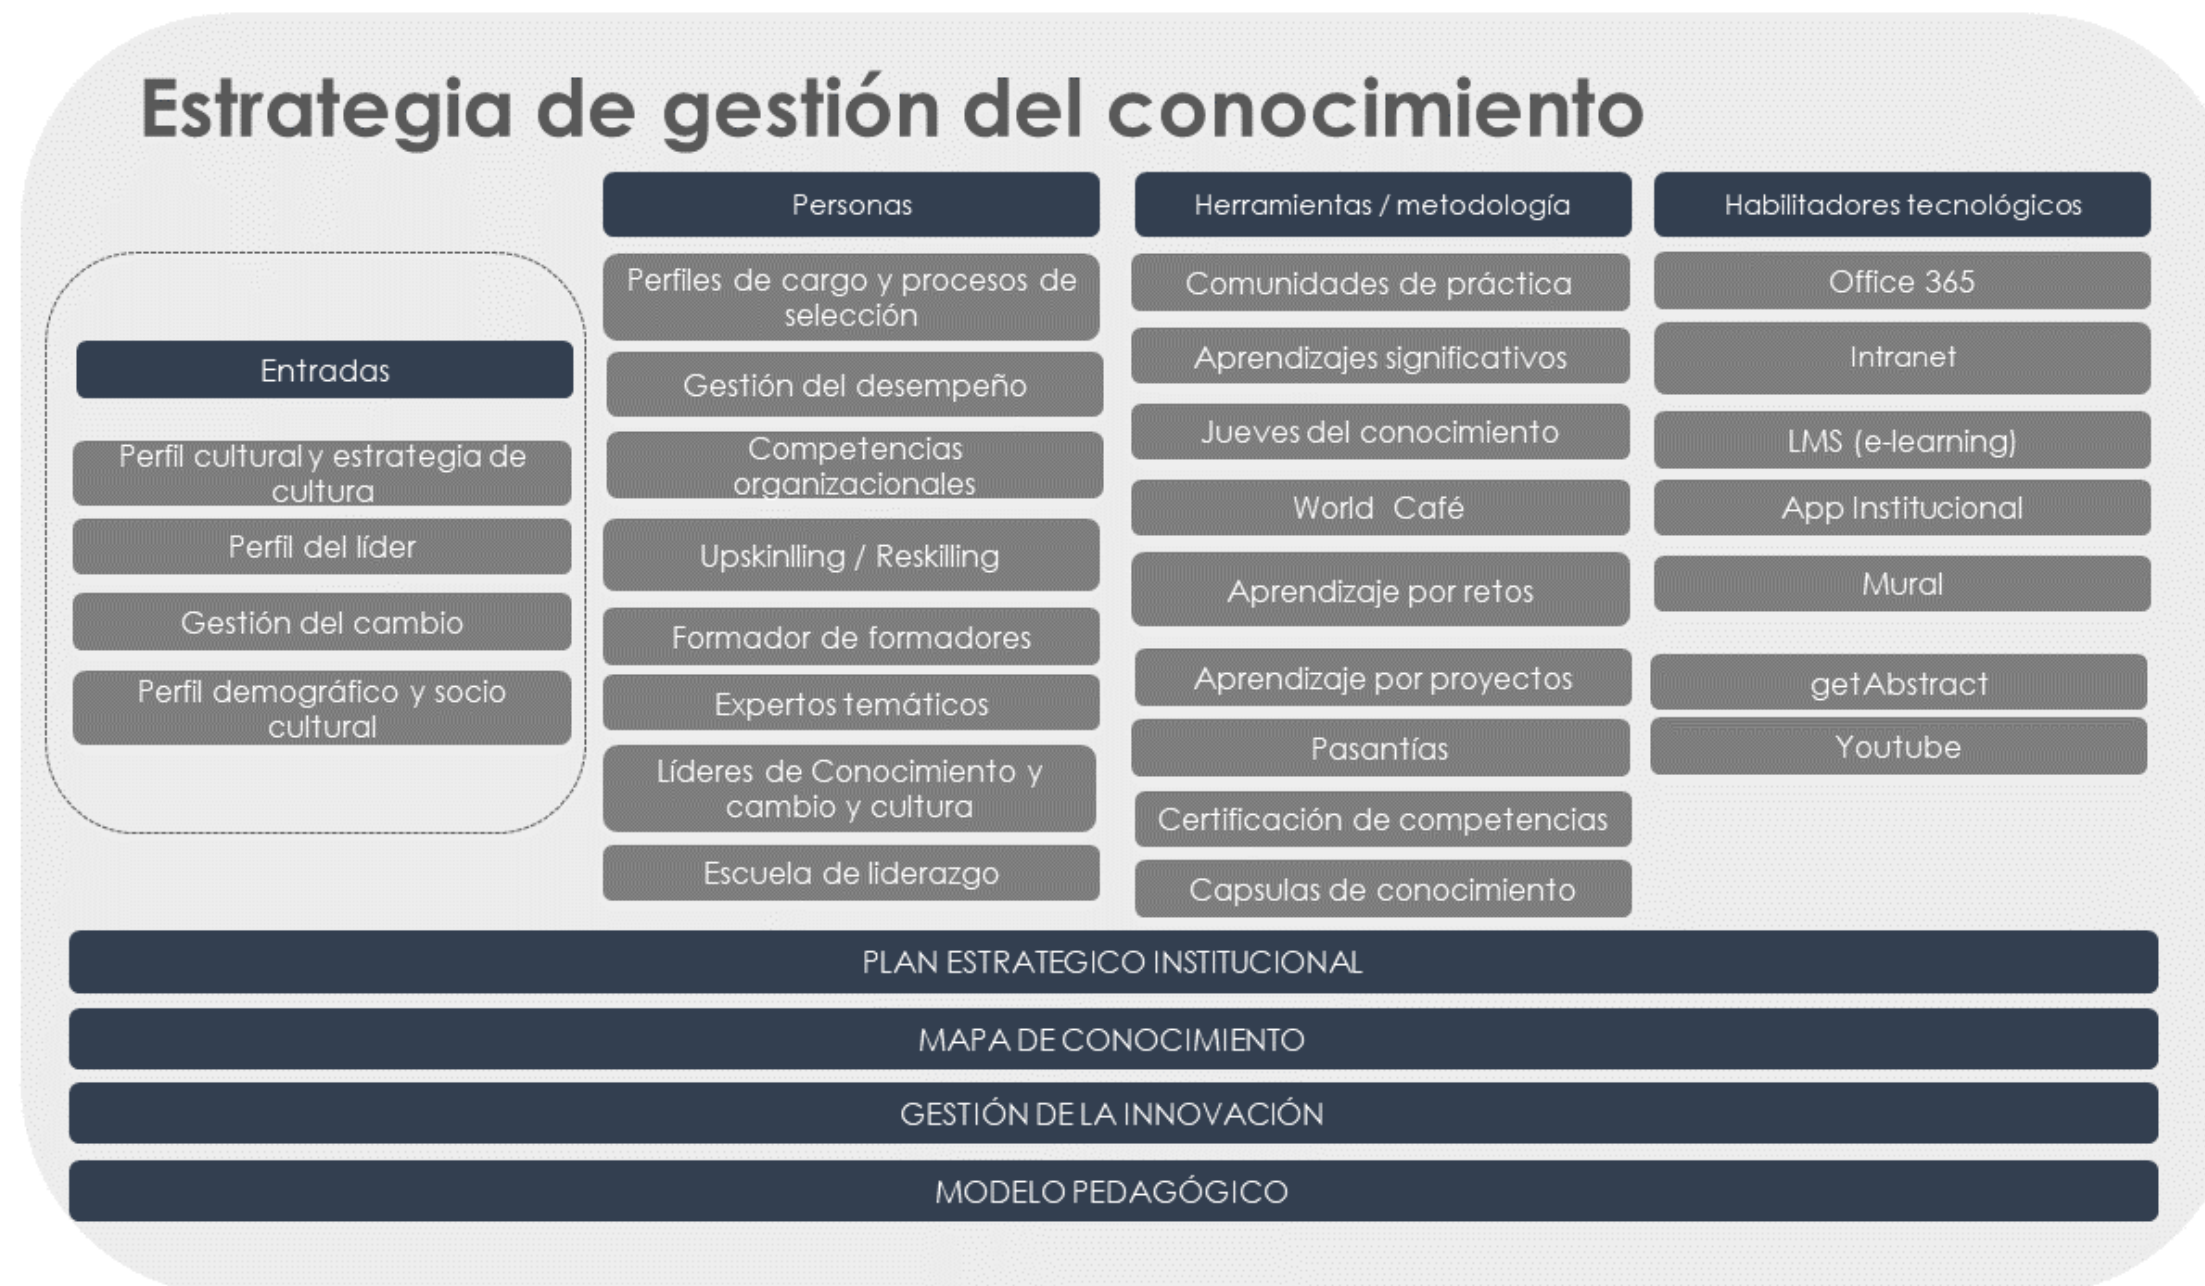 Estrategia de gestión del conocimiento
Entradas
Perfil cultural y estrategia de
cultura
Perfil del líder
Gestión del cambio
Perfil demográfico y socio
cultural
Personas
Perfiles de cargo y procesos de
selección
Gestión del desempeño
Competencias
organizacionales
Upskinlling / Reskilling
Formador de formadores
Expertos temáticos
Líderes de Conocimiento y
cambio y cultura
Escuela de liderazgo
Herramientas / metodología
Comunidades de práctica
Aprendizajes significativos
Jueves del conocimiento
World Café
Aprendizaje por retos
Aprendizaje por proyectos
Pasantías
Certificación de competencias
Capsulas de conocimiento
Habilitadores tecnológicos
Office 365
Intranet
LMS (e-learning)
App Institucional
Mural
getAbstract
Youtube
PLAN ESTRATEGICO INSTITUCIONAL
MAPA DE CONOCIMIENTO
GESTIÓN DE LA INNOVACIÓN
MODELO PEDAGÓGICO